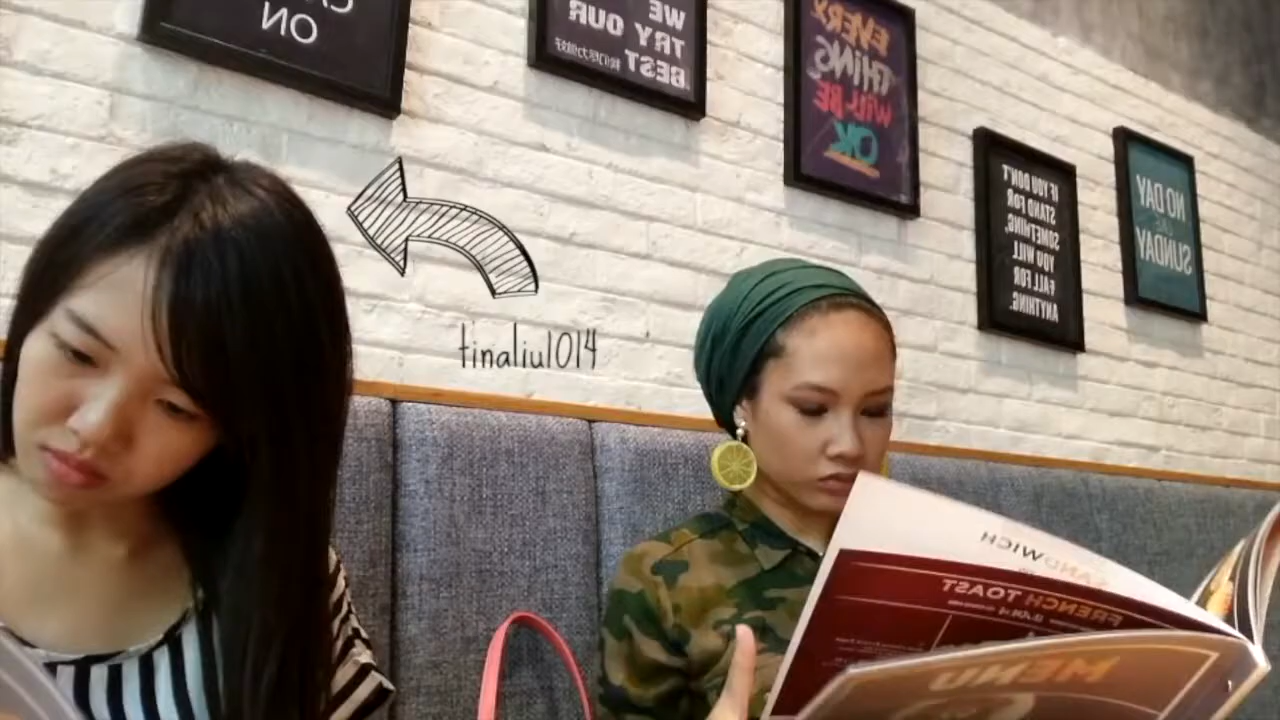 ON
WE
TRY OUR
BEST
EVERY
THING
WILL BE
OK
IF YOU DON'T
STAND FOR
SOMETHING,
YOU WILL
FALL FOR
ANYTHING.
NO DAY
LIKE
SUNDAY
tinaliu1014
SANDWICH
FRENCH TOAST
MENU